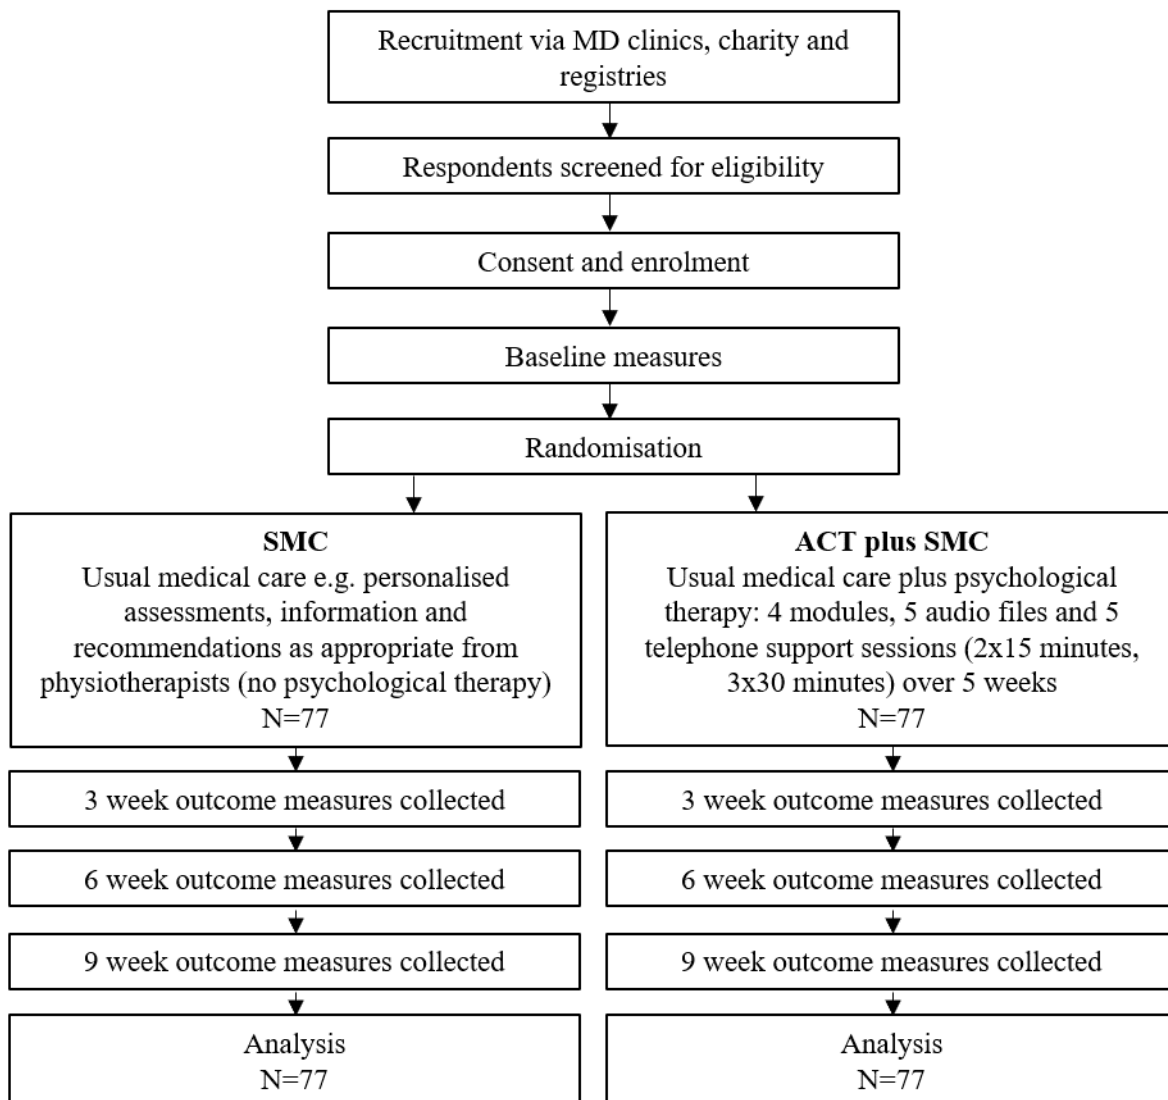 Recruitment via MD clinics, charity and
registries
Respondents screened for eligibility
Consent and enrolment
Baseline measures
Randomisation
SMC
Usual medical care e.g. personalised
assessments, information and
recommendations as appropriate from
physiotherapists (no psychological therapy)
N=77
ACT plus SMC
Usual medical care plus psychological
therapy: 4 modules, 5 audio files and 5
telephone support sessions (2x15 minutes,
3x30 minutes) over 5 weeks
N=77
3 week outcome measures collected
3 week outcome measures collected
6 week outcome measures collected
6 week outcome measures collected
9 week outcome measures collected
9 week outcome measures collected
Analysis
N=77
Analysis
N=77